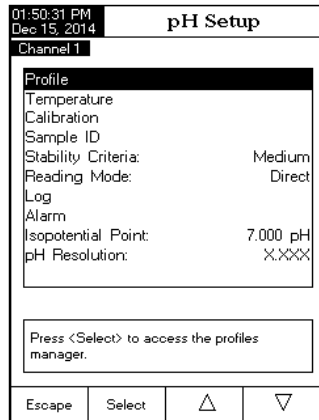 01:50:31 PM
Dec 15, 2014
pH Setup
Channel 1
Profile
Temperature
Calibration
Sample ID
Stability Criteria: Medium
Reading Mode: Direct
Log
Alarm
Isopotential Point: 7.000 pH
pH Resolution: X.XXX
Press <Select> to access the profiles
manager.
Escape Select △ ▽